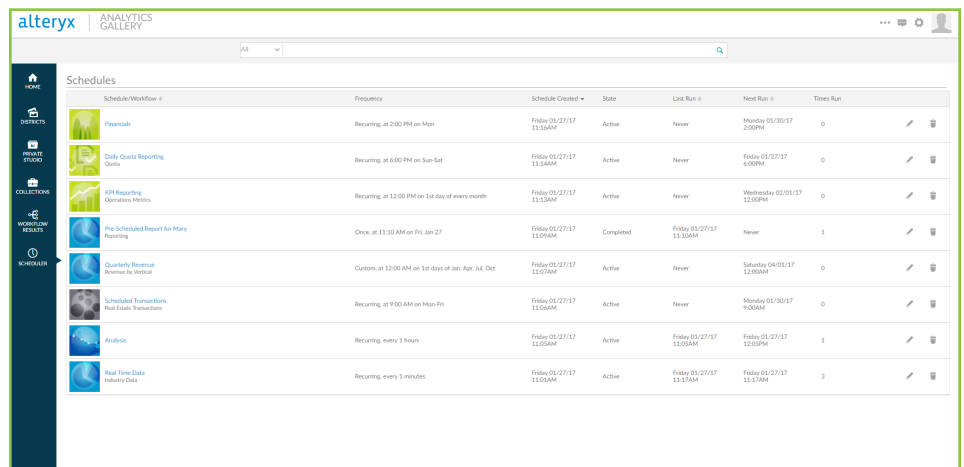 alteryx ANALYTICS GALLERY
All
Schedules
HOME
DISTRICTS
PRIVATE STUDIO
COLLECTIONS
WORKFLOW RESULTS
SCHEDULER
Schedule/Workflow Frequency Schedule Created State Last Run Next Run Times Run
Financials Recurring, at 2:00 PM on Mon Friday 01/27/17 11:16AM Active Never Monday 01/30/17 2:00PM 0
Daily Quota Reporting
Quota Recurring, at 6:00 PM on Sun-Sat Friday 01/27/17 11:14AM Active Never Friday 01/27/17 6:00PM 0
KPI Reporting
Operations Metrics Recurring, at 12:00 PM on 1st day of every month Friday 01/27/17 11:13AM Active Never Wednesday 02/01/17 12:00PM 0
Pre-Scheduled Report for Mary
Reporting Once, at 11:10 AM on Fri, Jan 27 Friday 01/27/17 11:09AM Completed Friday 01/27/17 11:10AM Never 1
Quarterly Revenue
Revenue by Vertical Custom, at 12:00 AM on 1st days of Jan, Apr, Jul, Oct Friday 01/27/17 11:07AM Active Never Saturday 04/01/17 12:00AM 0
Scheduled Transactions
Real Estate Transactions Recurring, at 9:00 AM on Mon-Fri Friday 01/27/17 11:06AM Active Never Monday 01/30/17 9:00AM 0
Analysis Recurring, every 1 hours Friday 01/27/17 11:05AM Active Friday 01/27/17 11:05AM Friday 01/27/17 12:05PM 1
Real Time Data
Industry Data Recurring, every 1 minutes Friday 01/27/17 11:01AM Active Friday 01/27/17 11:17AM Friday 01/27/17 11:17AM 3